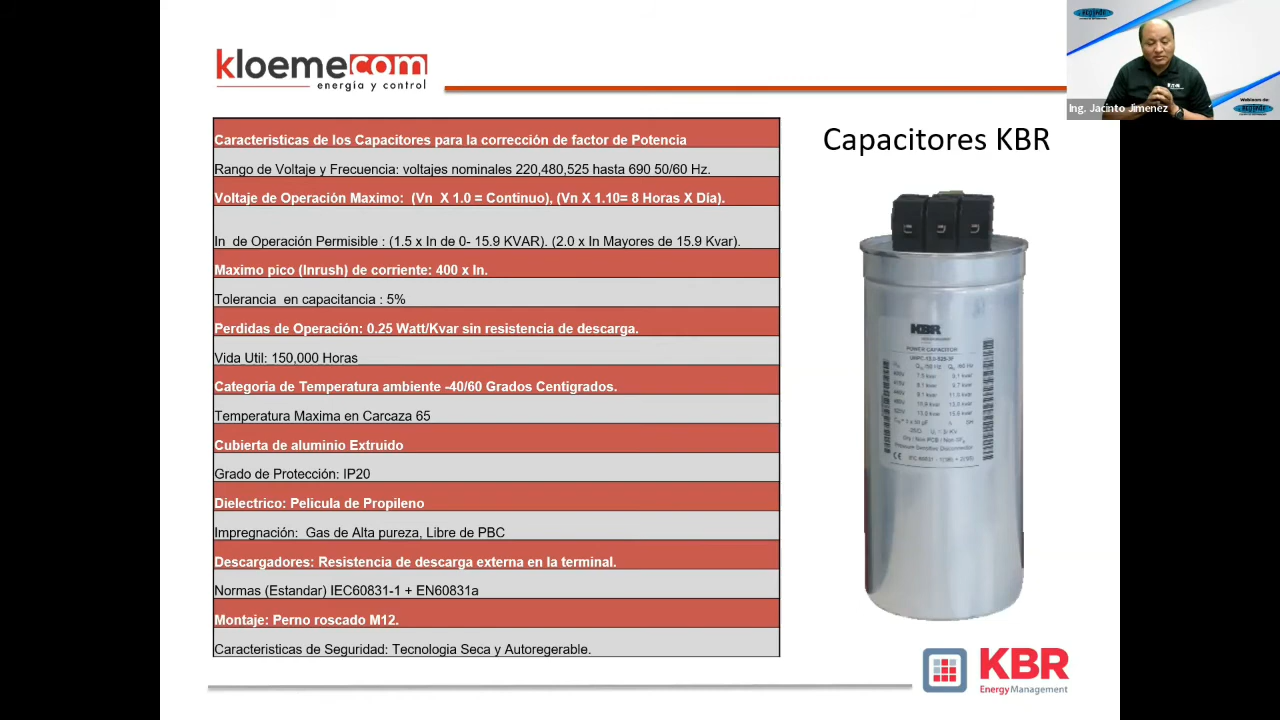 kloemecom
energía y control
Ing. Jacinto Jimenez
Webinars de:
Capacitores KBR
Caracteristicas de los Capacitores para la corrección de factor de Potencia
Rango de Voltaje y Frecuencia: voltajes nominales 220,480,525 hasta 690 50/60 Hz.
Voltaje de Operación Maximo: (Vn X 1.0 = Continuo), (Vn X 1.10= 8 Horas X Día).
In de Operación Permisible : (1.5 x In de 0- 15.9 KVAR). (2.0 x In Mayores de 15.9 Kvar).
Maximo pico (Inrush) de corriente: 400 x In.
Tolerancia en capacitancia : 5%
Perdidas de Operación: 0.25 Watt/Kvar sin resistencia de descarga.
Vida Util: 150,000 Horas
Categoria de Temperatura ambiente -40/60 Grados Centigrados.
Temperatura Maxima en Carcaza 65
Cubierta de aluminio Extruido
Grado de Protección: IP20
Dielectrico: Pelicula de Propileno
Impregnación: Gas de Alta pureza, Libre de PBC
Descargadores: Resistencia de descarga externa en la terminal.
Normas (Estandar) IEC60831-1 + EN60831a
Montaje: Perno roscado M12.
Caracteristicas de Seguridad: Tecnologia Seca y Autoregerable.
KBR
POWER CAPACITOR
KBR
EnergyManagement